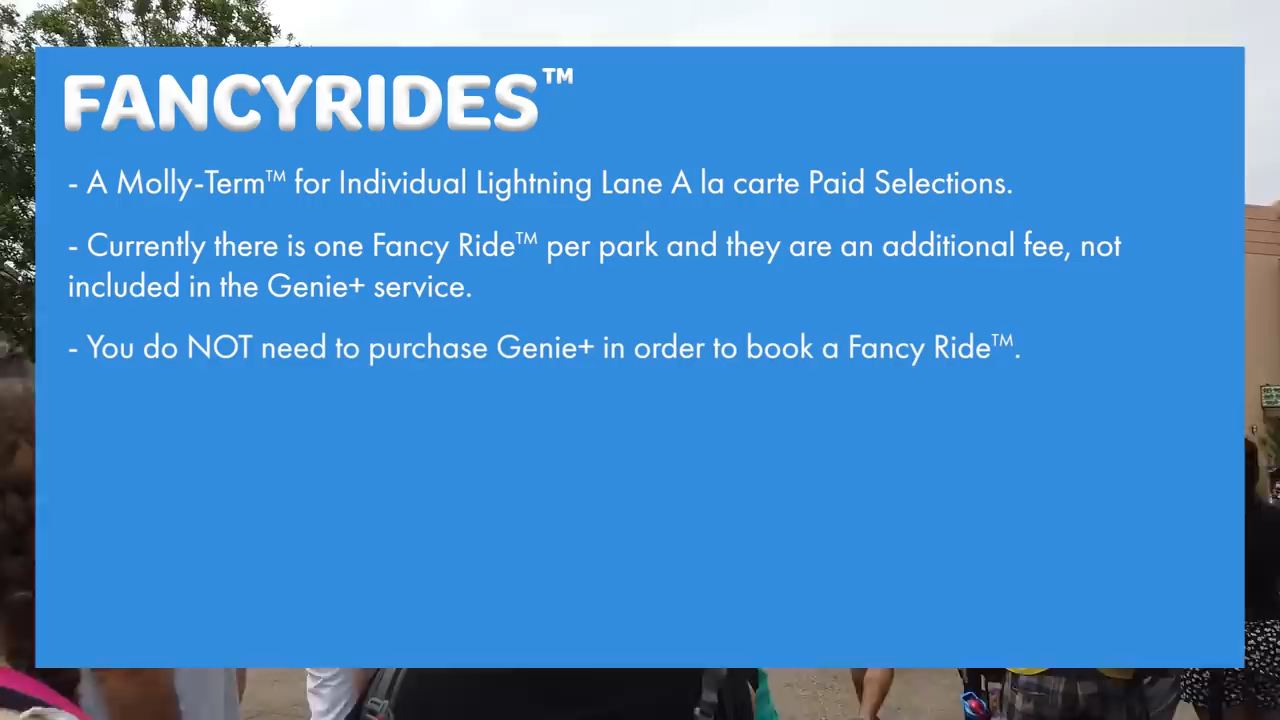 FANCYRIDES™
- A Molly-Term™ for Individual Lightning Lane A la carte Paid Selections.
- Currently there is one Fancy Ride™ per park and they are an additional fee, not
included in the Genie+ service.
- You do NOT need to purchase Genie+ in order to book a Fancy Ride™.